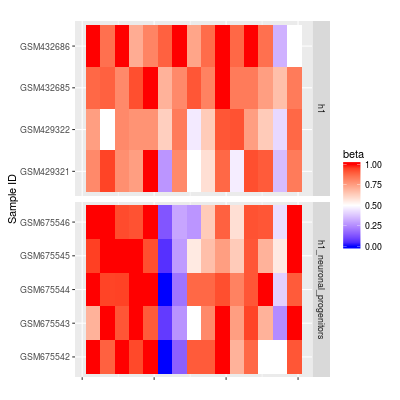 GSM432686
GSM432685
GSM429322
GSM429321
h1
GSM675546
GSM675545
GSM675544
GSM675543
GSM675542
h1_neuronal_progenitors
Sample ID
beta
1.00
0.75
0.50
0.25
0.00